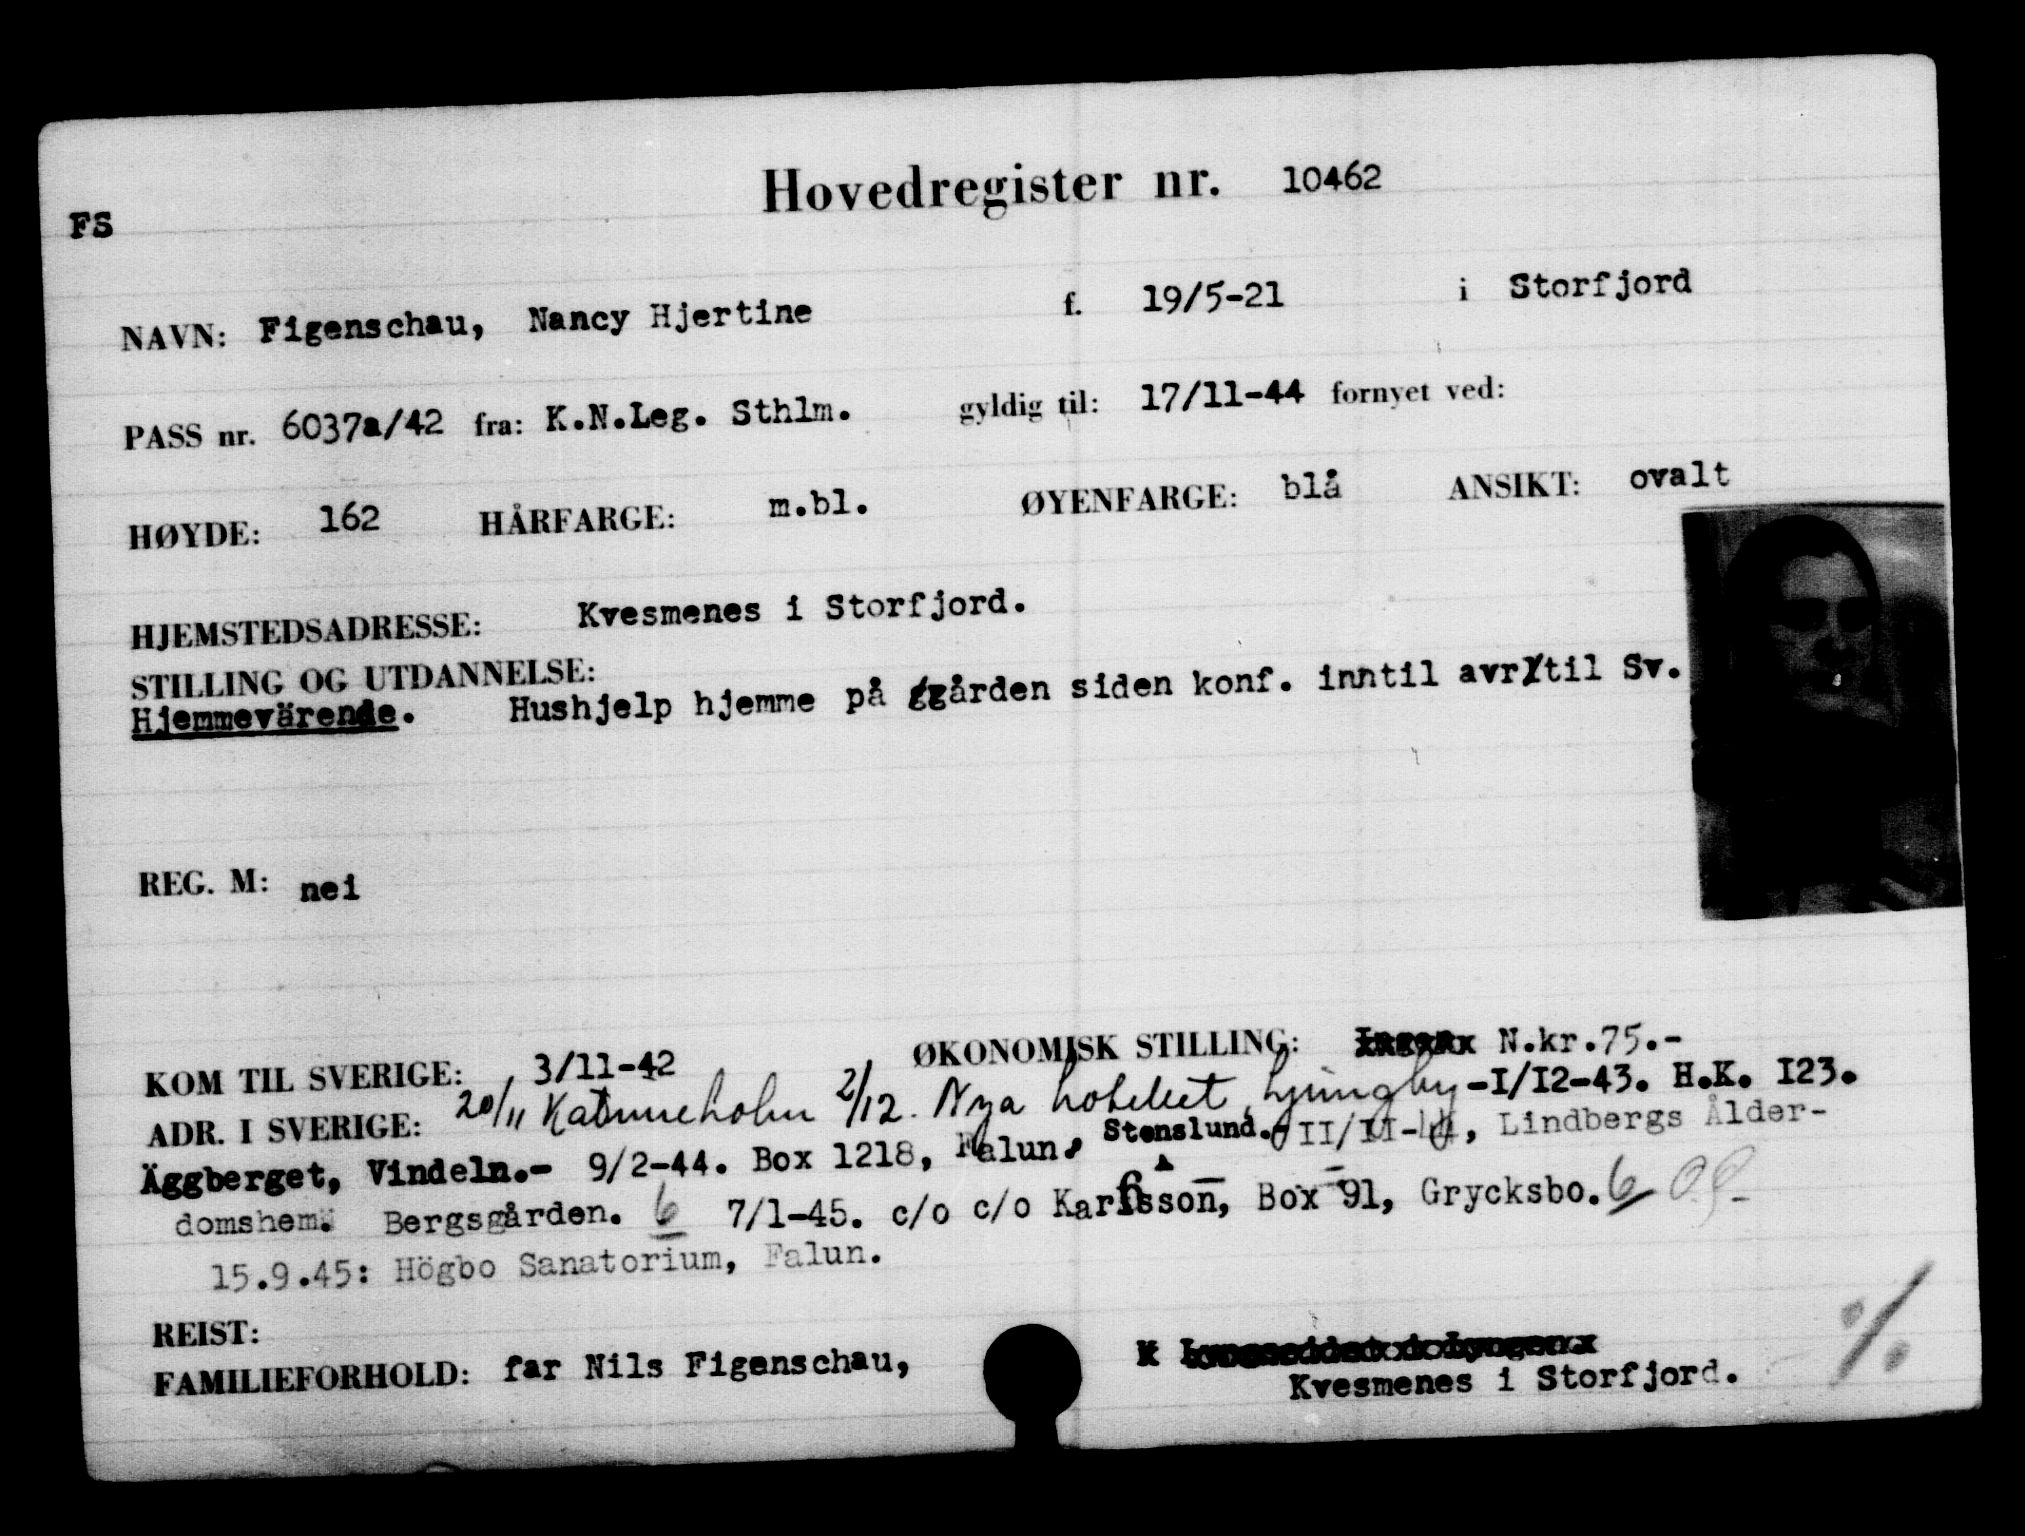 Hovedregister nr. 10462
FS
NAVN: Figenschau, Nancy Hjertine f. 19/5-21 i Storfjord
PASS nr. 6037a/42 fra: K.N.Leg. Sthlm. gyldig til: 17/11-44 fornyet ved:
HØYDE: 162 HÅRFARGE: m.bl. ØYENFARGE: blå ANSIKT: ovalt
HJEMSTEDSADRESSE: Kvesmenes i Storfjord.
STILLING OG UTDANNELSE:
Hjemmevärende. Hushjelp hjemme på gården siden konf. inntil avr. til Sv.
REG. M: nei
KOM TIL SVERIGE: 3/11-42 ØKONOMISK STILLING: N.kr.75.-
ADR. I SVERIGE: 20/11 Katrineholm 2/12. Nya hotellet, Ljungby -I/I2-43. H.K. I23.
Äggberget, Vindeln.- 9/2-44. Box 1218, Falun. Stenslund.- II/II-44, Lindbergs Ålder-
domshem. Bergsgården. 6 7/1-45. c/o c/o Karlsson, Box 91, Grycksbo. 6
15.9.45: Högbo Sanatorium, Falun.
REIST:
FAMILIEFORHOLD: far Nils Figenschau,
Kvesmenes i Storfjord.